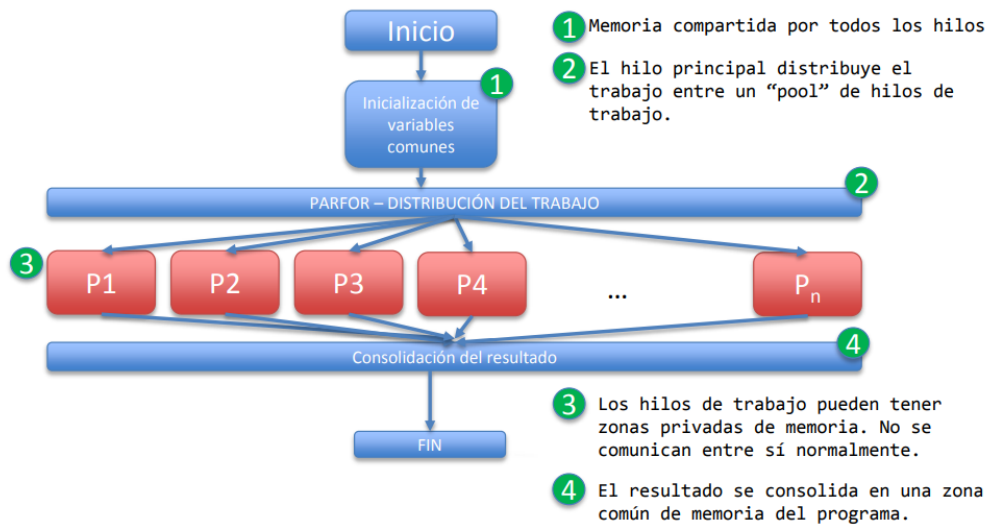 Inicio
1 Memoria compartida por todos los hilos
2 El hilo principal distribuye el
trabajo entre un “pool” de hilos de
trabajo.
1
Inicialización de
variables
comunes
2
PARFOR – DISTRIBUCIÓN DEL TRABAJO
3
P1 P2 P3 P4 ... Pn
4
Consolidación del resultado
FIN
3 Los hilos de trabajo pueden tener
zonas privadas de memoria. No se
comunican entre sí normalmente.
4 El resultado se consolida en una zona
común de memoria del programa.